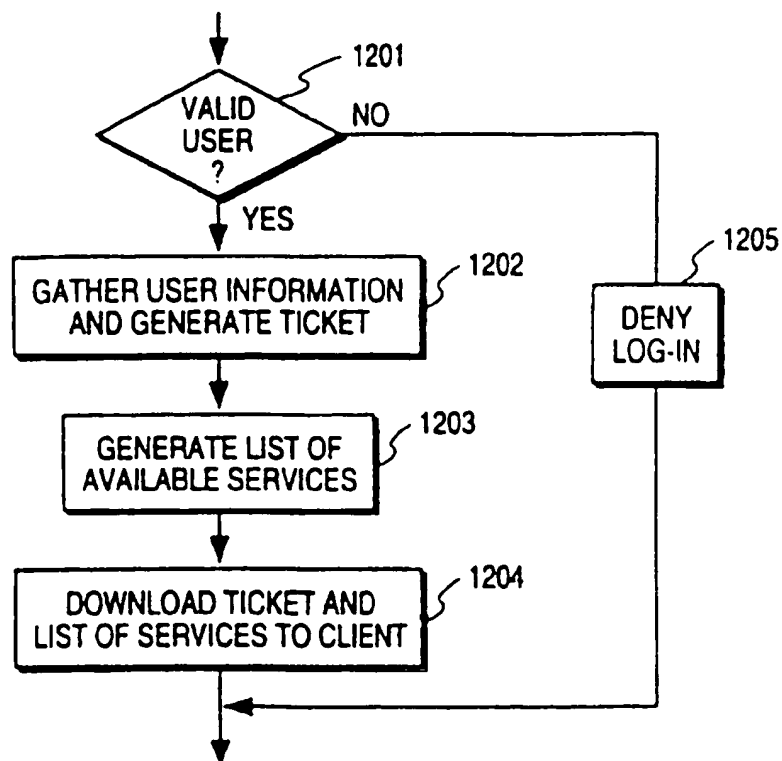 1201
VALID
USER
?
NO
YES
1202
GATHER USER INFORMATION
AND GENERATE TICKET
1205
DENY
LOG-IN
1203
GENERATE LIST OF
AVAILABLE SERVICES
1204
DOWNLOAD TICKET AND
LIST OF SERVICES TO CLIENT